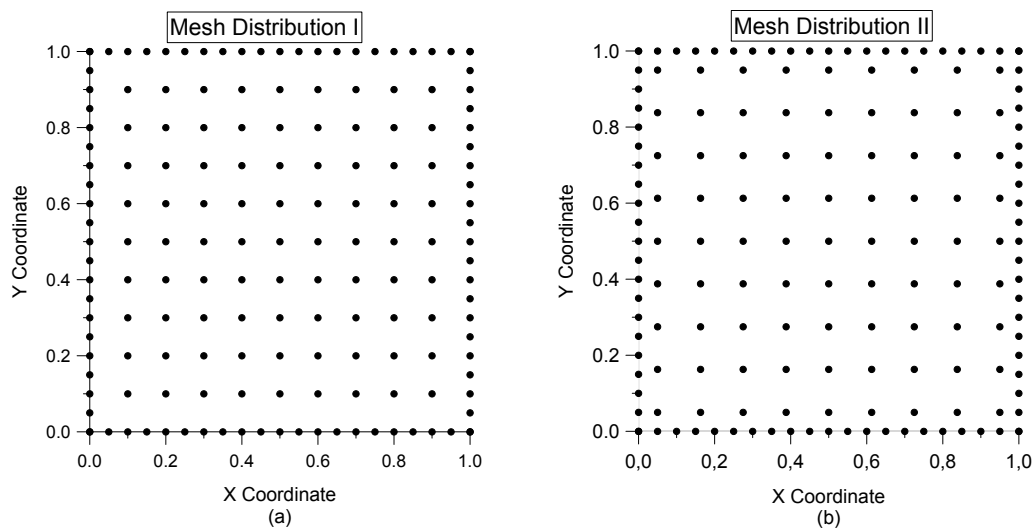 Mesh Distribution I
1.0
0.8
0.6
0.4
0.2
0.0
Y Coordinate
0.0 0.2 0.4 0.6 0.8 1.0
X Coordinate
(a)
Mesh Distribution II
1.0
0.8
0.6
0.4
0.2
0.0
Y Coordinate
0,0 0,2 0,4 0,6 0,8 1,0
X Coordinate
(b)